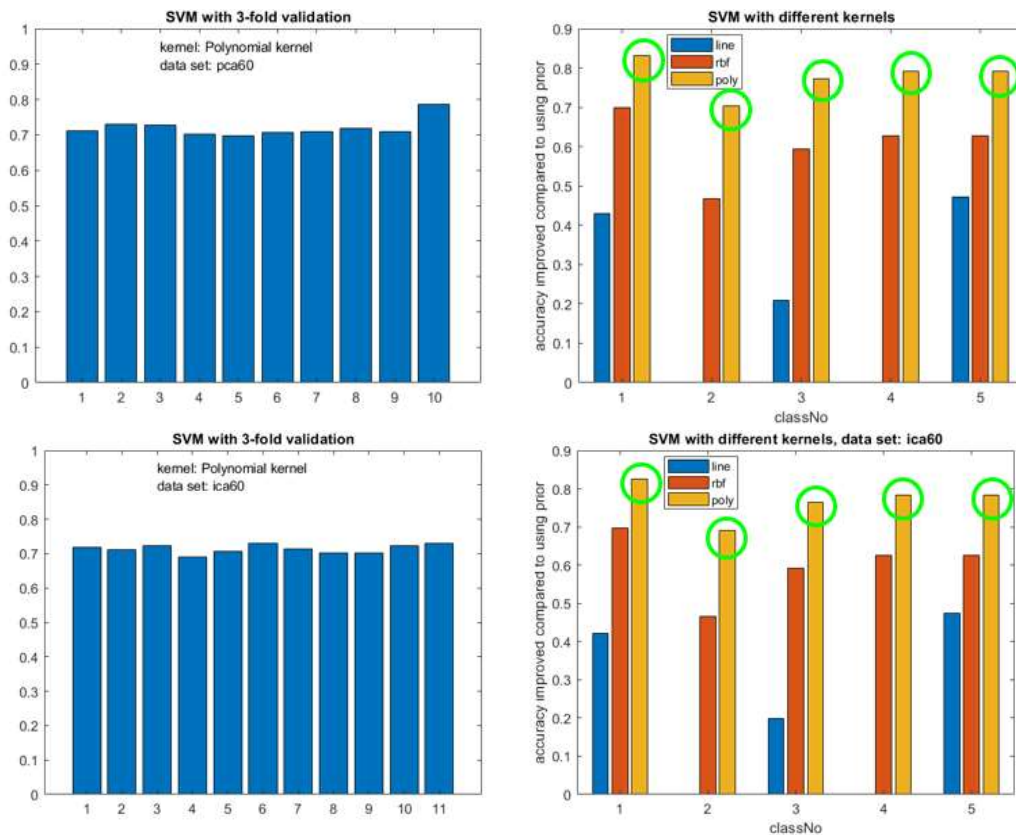 SVM with 3-fold validation
kernel: Polynomial kernel
data set: pca60
1
0.9
0.8
0.7
0.6
0.5
0.4
0.3
0.2
0.1
0
1 2 3 4 5 6 7 8 9 10
SVM with different kernels
line
rbf
poly
accuracy improved compared to using prior
0.9
0.8
0.7
0.6
0.5
0.4
0.3
0.2
0.1
0
1 2 3 4 5
classNo
SVM with 3-fold validation
kernel: Polynomial kernel
data set: ica60
1
0.9
0.8
0.7
0.6
0.5
0.4
0.3
0.2
0.1
0
1 2 3 4 5 6 7 8 9 10 11
SVM with different kernels, data set: ica60
line
rbf
poly
accuracy improved compared to using prior
0.9
0.8
0.7
0.6
0.5
0.4
0.3
0.2
0.1
0
1 2 3 4 5
classNo